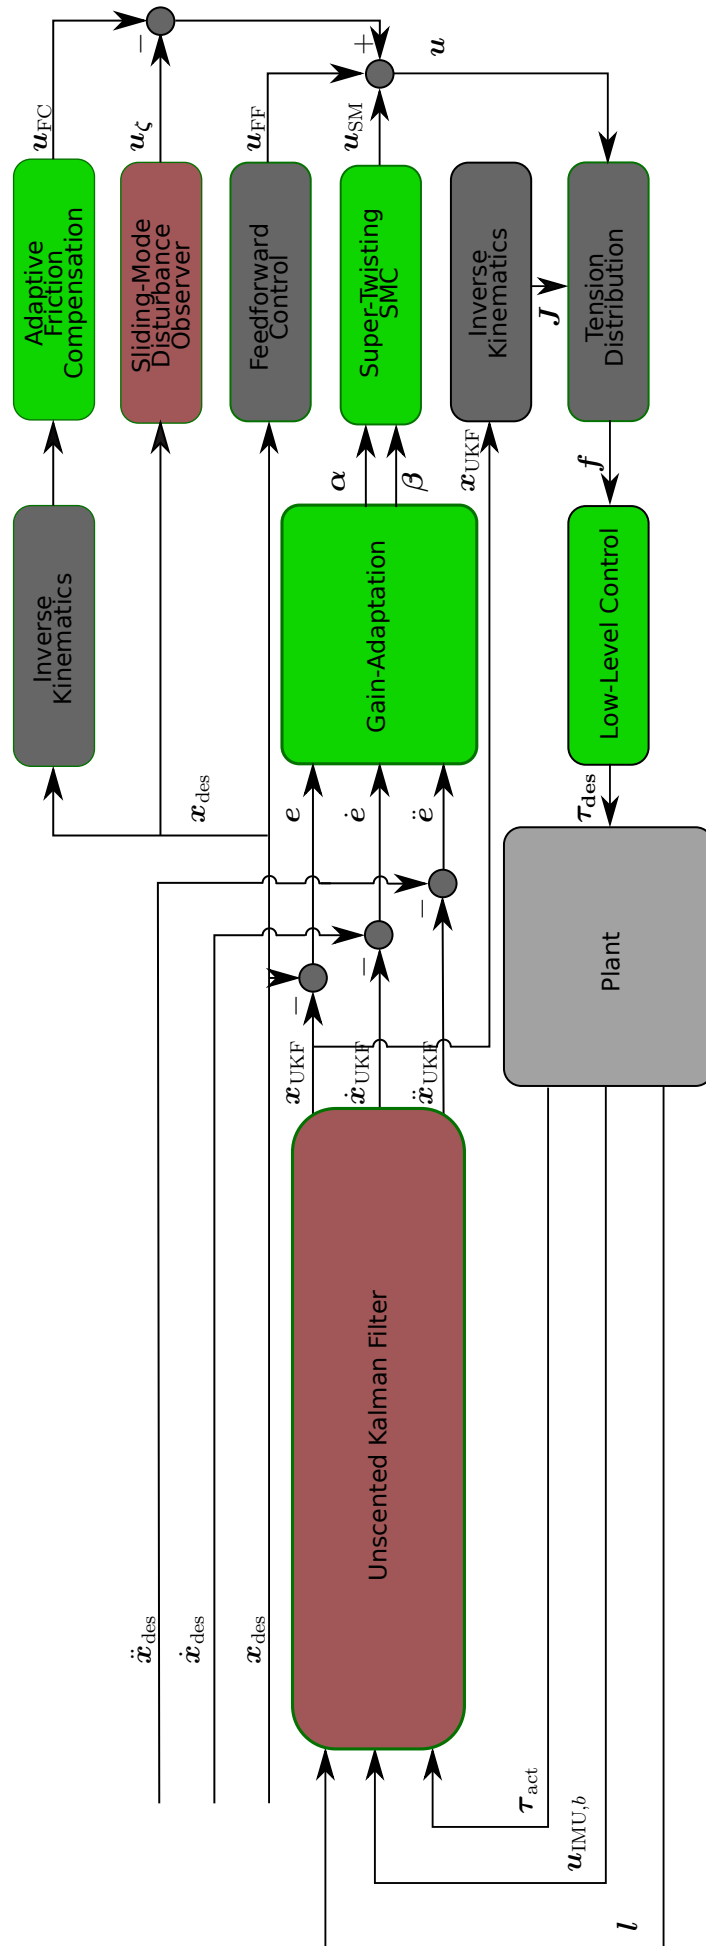 −
+
u
u_FC
u_ζ
u_FF
u_SM
Adaptive
Friction
Compensation
Sliding-Mode
Disturbance
Observer
Feedforward
Control
Super-Twisting
SMC
Inverse
Kinematics
J
Tension
Distribution
α
β
x_UKF
f
Inverse
Kinematics
Gain-Adaptation
Low-Level Control
x_des
e
ė
ë
τ_des
−
−
−
Plant
x_UKF
ẋ_UKF
ẍ_UKF
Unscented Kalman Filter
ẍ_des
ẋ_des
x_des
τ_act
u_IMU,b
l